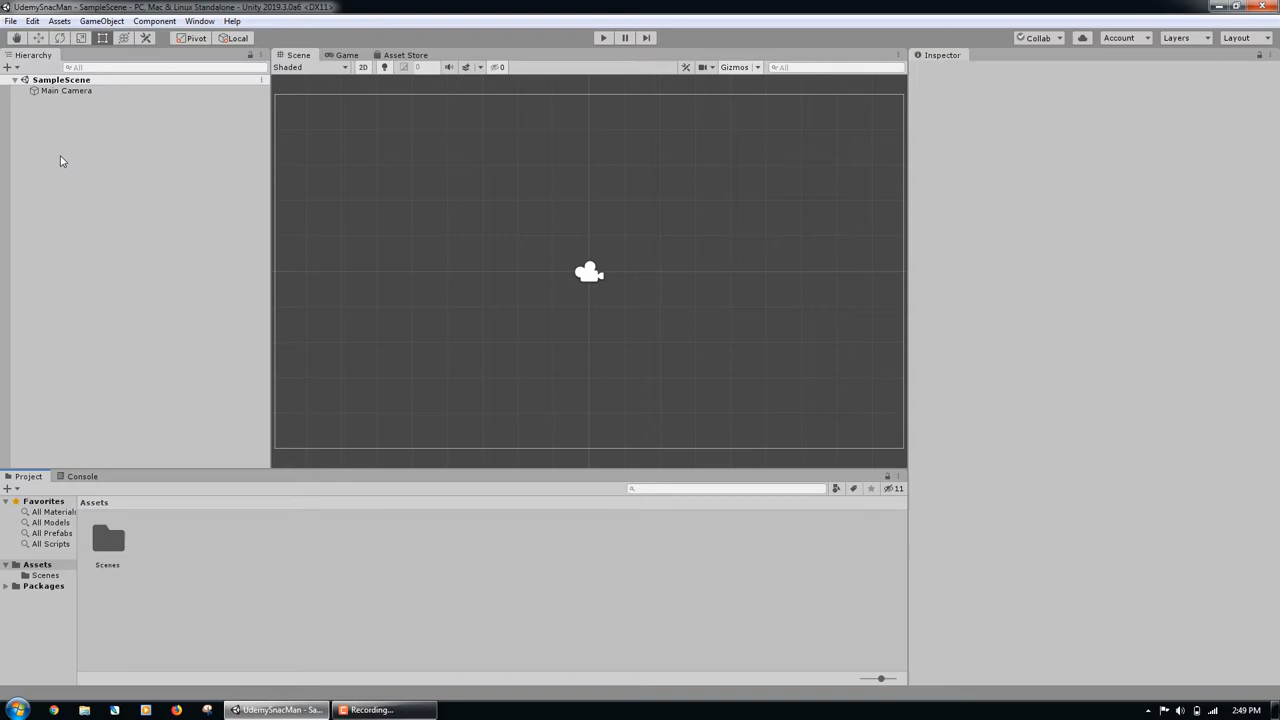 UdemySnacMan - SampleScene - PC, Mac & Linux Standalone - Unity 2019.3.0a6 <DX11>
File Edit Assets GameObject Component Window Help
Pivot Local Collab Account Layers Layout
Hierarchy Scene Game Asset Store Inspector
All Shaded 2D 0 0 Gizmos All
SampleScene
Main Camera
Project Console
11
Favorites Assets
All Materials
All Models
All Prefabs
All Scripts
Assets Scenes
Scenes
Packages
UdemySnacMan - Sa... Recording... 2:49 PM